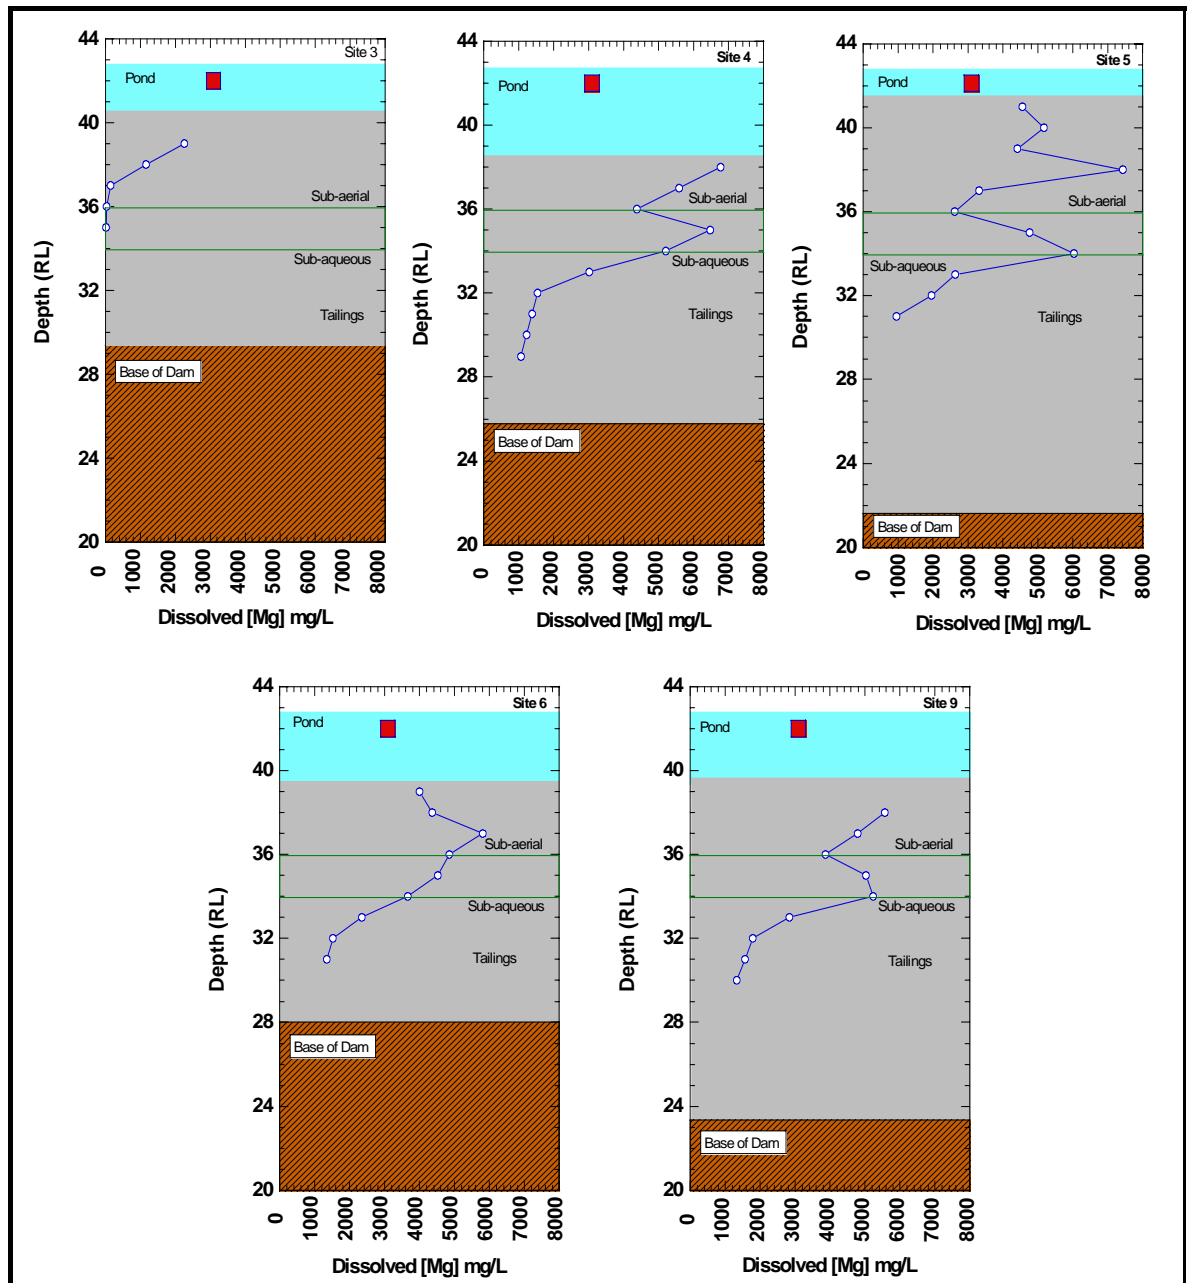 Site 3
Pond
Sub-aerial
Sub-aqueous
Tailings
Base of Dam
44
40
36
32
28
24
20
Depth (RL)
0 1000 2000 3000 4000 5000 6000 7000 8000
Dissolved [Mg] mg/L
Site 4
Pond
Sub-aerial
Sub-aqueous
Tailings
Base of Dam
44
40
36
32
28
24
20
Depth (RL)
0 1000 2000 3000 4000 5000 6000 7000 8000
Dissolved [Mg] mg/L
Site 5
Pond
Sub-aerial
Sub-aqueous
Tailings
Base of Dam
44
40
36
32
28
24
20
Depth (RL)
0 1000 2000 3000 4000 5000 6000 7000 8000
Dissolved [Mg] mg/L
Site 6
Pond
Sub-aerial
Sub-aqueous
Tailings
Base of Dam
44
40
36
32
28
24
20
Depth (RL)
0 1000 2000 3000 4000 5000 6000 7000 8000
Dissolved [Mg] mg/L
Site 9
Pond
Sub-aerial
Sub-aqueous
Tailings
Base of Dam
44
40
36
32
28
24
20
Depth (RL)
0 1000 2000 3000 4000 5000 6000 7000 8000
Dissolved [Mg] mg/L